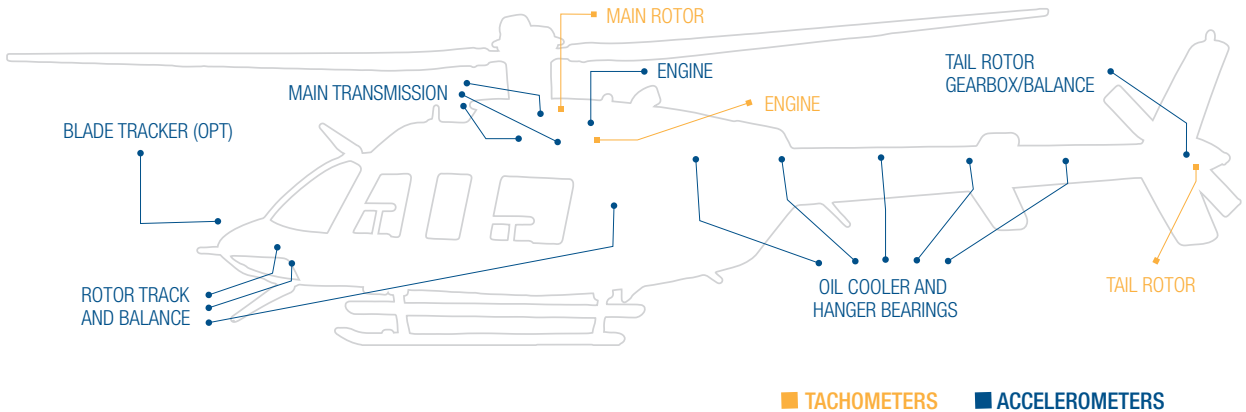 MAIN ROTOR
ENGINE
MAIN TRANSMISSION
ENGINE
TAIL ROTOR
GEARBOX/BALANCE
BLADE TRACKER (OPT)
ROTOR TRACK
AND BALANCE
OIL COOLER AND
HANGER BEARINGS
TAIL ROTOR
TACHOMETERS
ACCELEROMETERS